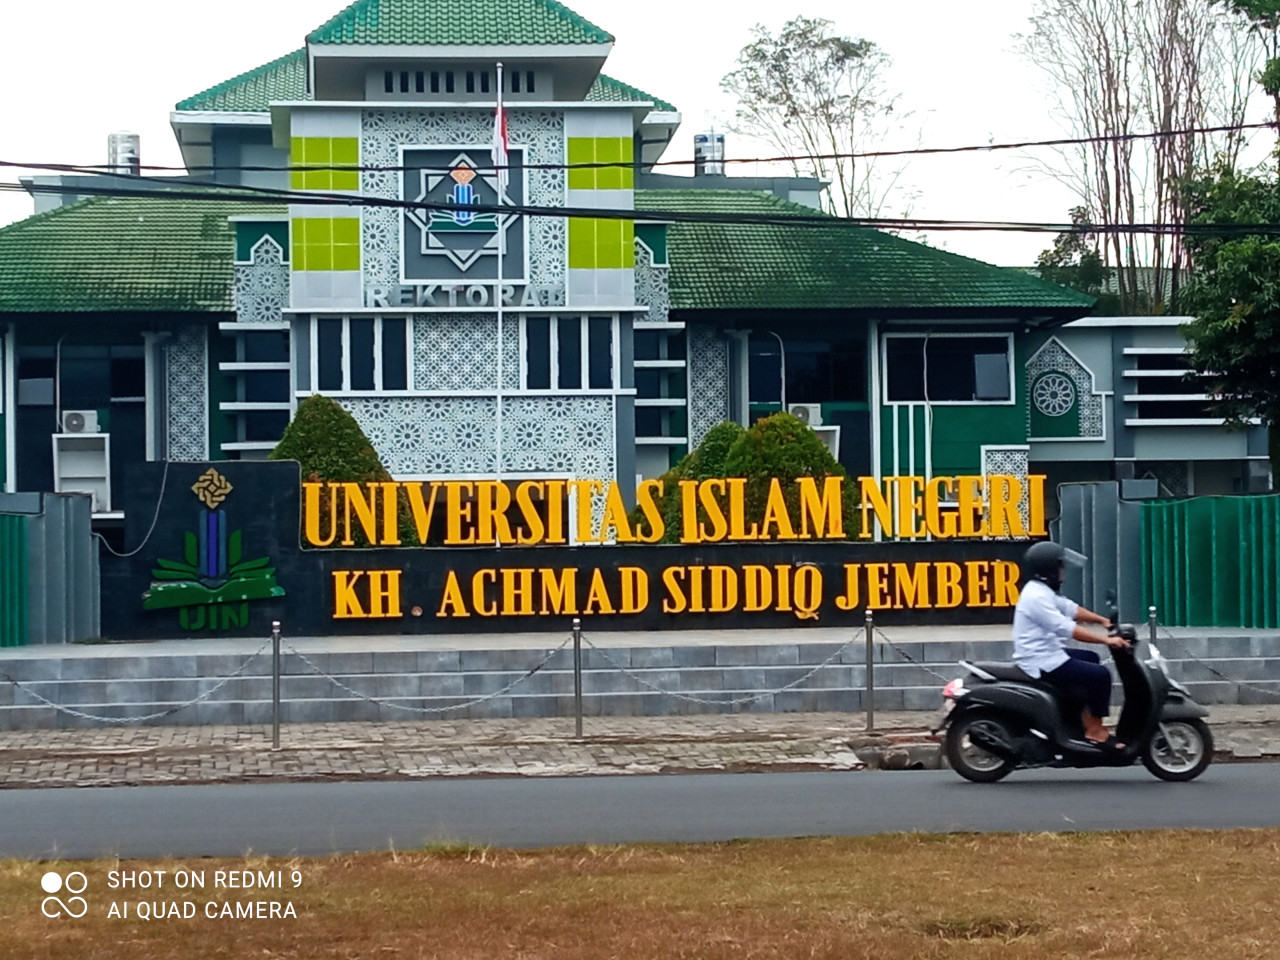 REKTORAT
UNIVERSITAS ISLAM NEGERI
KH. ACHMAD SIDDIQ JEMBER
UIN
SHOT ON REDMI 9
AI QUAD CAMERA